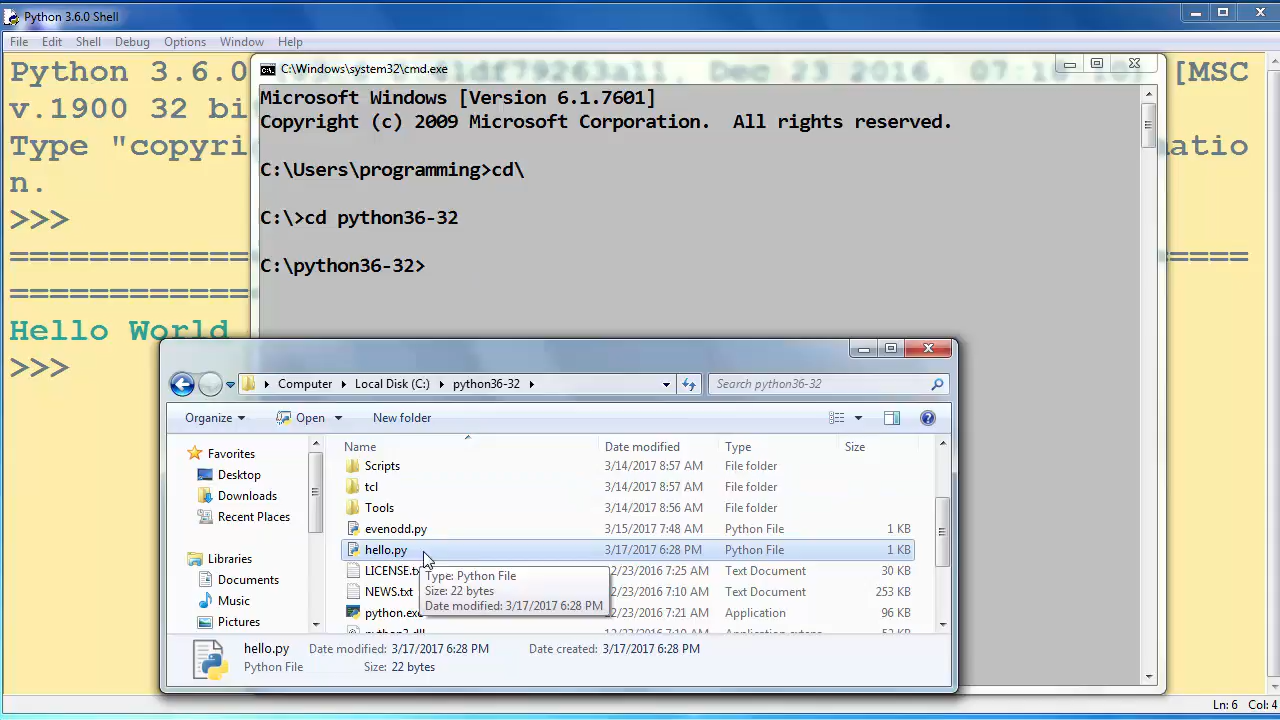 Python 3.6.0 Shell
File Edit Shell Debug Options Window Help
Python 3.6.0 Dec 23 2016, [MSC
v.1900 32 bi
Type "copyri
n.
>>>
Hello World
>>>
C:\Windows\system32\cmd.exe
Microsoft Windows [Version 6.1.7601]
Copyright (c) 2009 Microsoft Corporation. All rights reserved.
C:\Users\programming>cd\
C:\>cd python36-32
C:\python36-32>
Computer Local Disk (C:) python36-32
Search python36-32
Organize Open New folder
Favorites
Desktop
Downloads
Recent Places
Libraries
Documents
Music
Pictures
Name Date modified Type Size
Scripts 3/14/2017 8:57 AM File folder
tcl 3/14/2017 8:57 AM File folder
Tools 3/14/2017 8:56 AM File folder
evenodd.py 3/15/2017 7:48 AM Python File 1 KB
hello.py 3/17/2017 6:28 PM Python File 1 KB
LICENSE.tx 2/23/2016 7:25 AM Text Document 30 KB
NEWS.txt 2/23/2016 7:10 AM Text Document 253 KB
python.exe 2/23/2016 7:21 AM Application 96 KB
Type: Python File
Size: 22 bytes
Date modified: 3/17/2017 6:28 PM
hello.py Date modified: 3/17/2017 6:28 PM Date created: 3/17/2017 6:28 PM
Python File Size: 22 bytes
Ln: 6 Col: 4